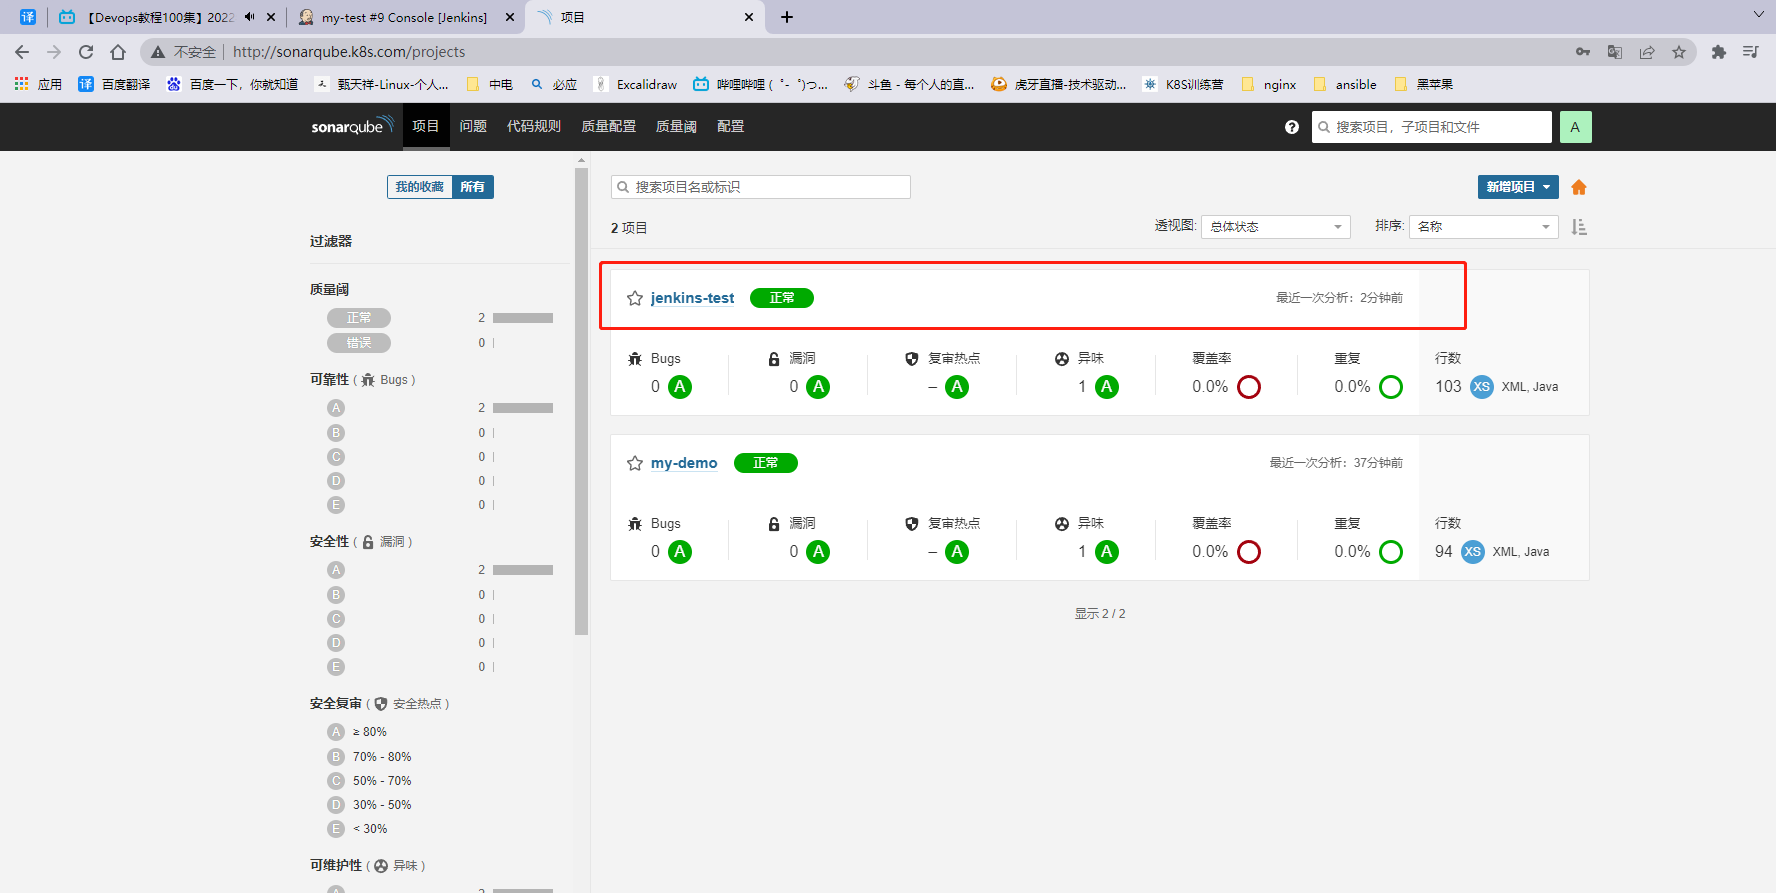 译 【Devops教程100集】2022 my-test #9 Console [Jenkins] 项目
不安全 http://sonarqube.k8s.com/projects
应用 译 百度翻译 百度一下，你就知道 甄天祥-Linux-个人... 中电 必应 Excalidraw 哔哩哔哩 ( ゜- ゜)つ... 斗鱼 - 每个人的直... 虎牙直播-技术驱动... K8S训练营 nginx ansible 黑苹果
sonarqube 项目 问题 代码规则 质量配置 质量阈 配置 搜索项目，子项目和文件 A
我的收藏 所有
过滤器
质量阈
正常 2
错误 0
可靠性 ( Bugs )
A 2
B 0
C 0
D 0
E 0
安全性 ( 漏洞 )
A 2
B 0
C 0
D 0
E 0
安全复审 ( 安全热点 )
A ≥ 80%
B 70% - 80%
C 50% - 70%
D 30% - 50%
E < 30%
可维护性 ( 异味 )
A 2
搜索项目名或标识 新增项目
2 项目 透视图: 总体状态 排序: 名称
jenkins-test 正常 最近一次分析：2分钟前
Bugs 漏洞 复审热点 异味 覆盖率 重复 行数
0 A 0 A – A 1 A 0.0% 0.0% 103 XS XML, Java
my-demo 正常 最近一次分析：37分钟前
Bugs 漏洞 复审热点 异味 覆盖率 重复 行数
0 A 0 A – A 1 A 0.0% 0.0% 94 XS XML, Java
显示 2 / 2